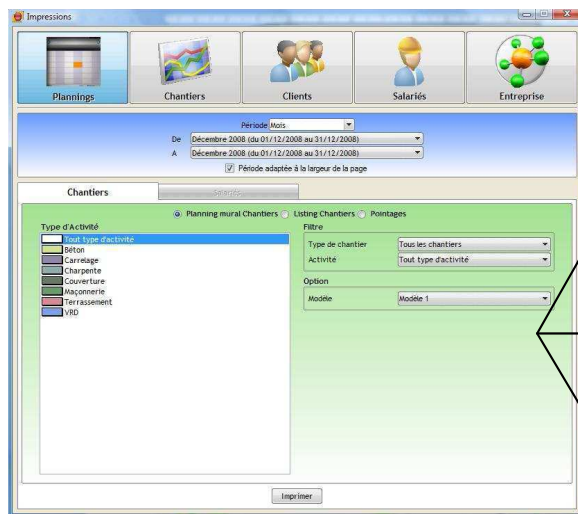 Impressions
Plannings
Chantiers
Clients
Salariés
Entreprise
Période Mois
De Décembre 2008 (du 01/12/2008 au 31/12/2008)
A Décembre 2008 (du 01/12/2008 au 31/12/2008)
Période adaptée à la largeur de la page
Chantiers
Salariés
Planning mural Chantiers Listing Chantiers Pointages
Type d'Activité
Tout type d'activité
Béton
Carrelage
Charpente
Couverture
Maçonnerie
Terrassement
VRD
Filtre
Type de chantier Tous les chantiers
Activité Tout type d'activité
Option
Modèle Modèle 1
Imprimer